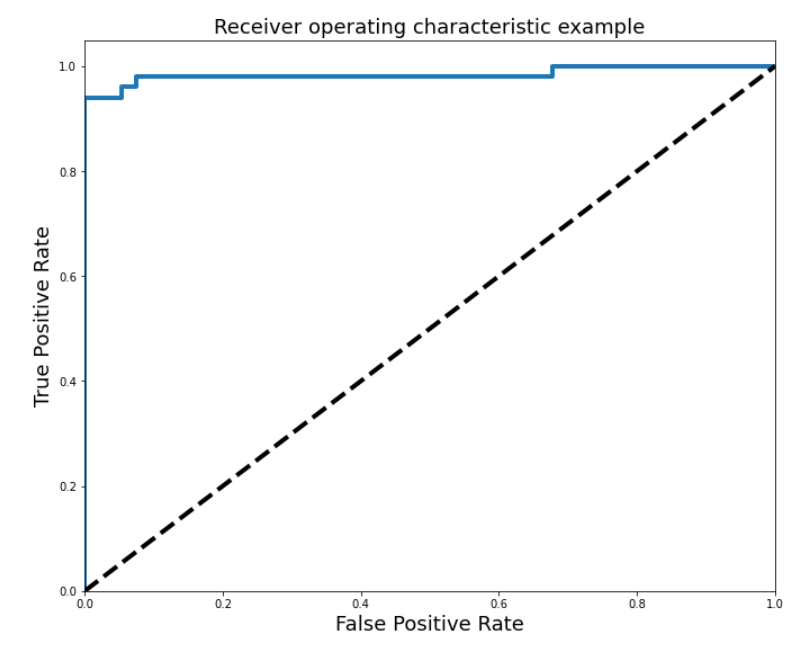 Receiver operating characteristic example
1.0
0.8
0.6
0.4
0.2
0.0
True Positive Rate
0.0 0.2 0.4 0.6 0.8 1.0
False Positive Rate